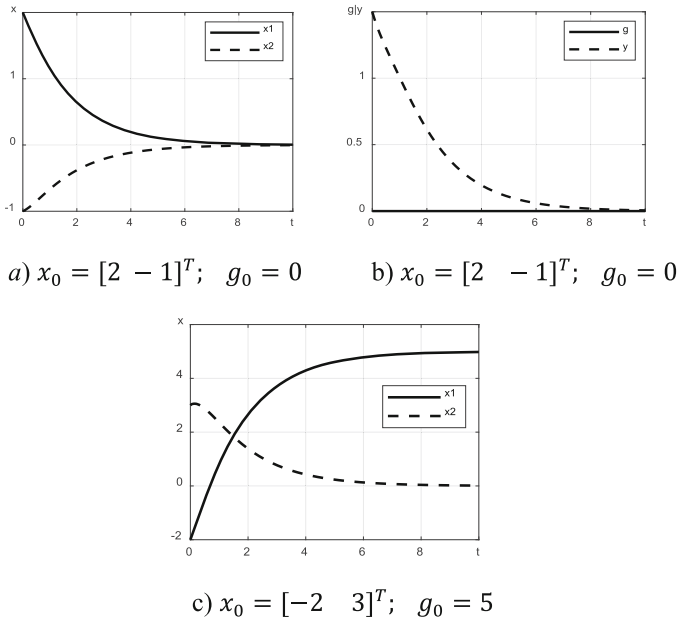 x
x1
x2
1
0
-1
0 2 4 6 8 t
a) x₀ = [2 −1]ᵀ; g₀ = 0
g|y
g
y
1
0.5
0
0 2 4 6 8 t
b) x₀ = [2 −1]ᵀ; g₀ = 0
x
x1
x2
4
2
0
-2
0 2 4 6 8 t
c) x₀ = [−2 3]ᵀ; g₀ = 5